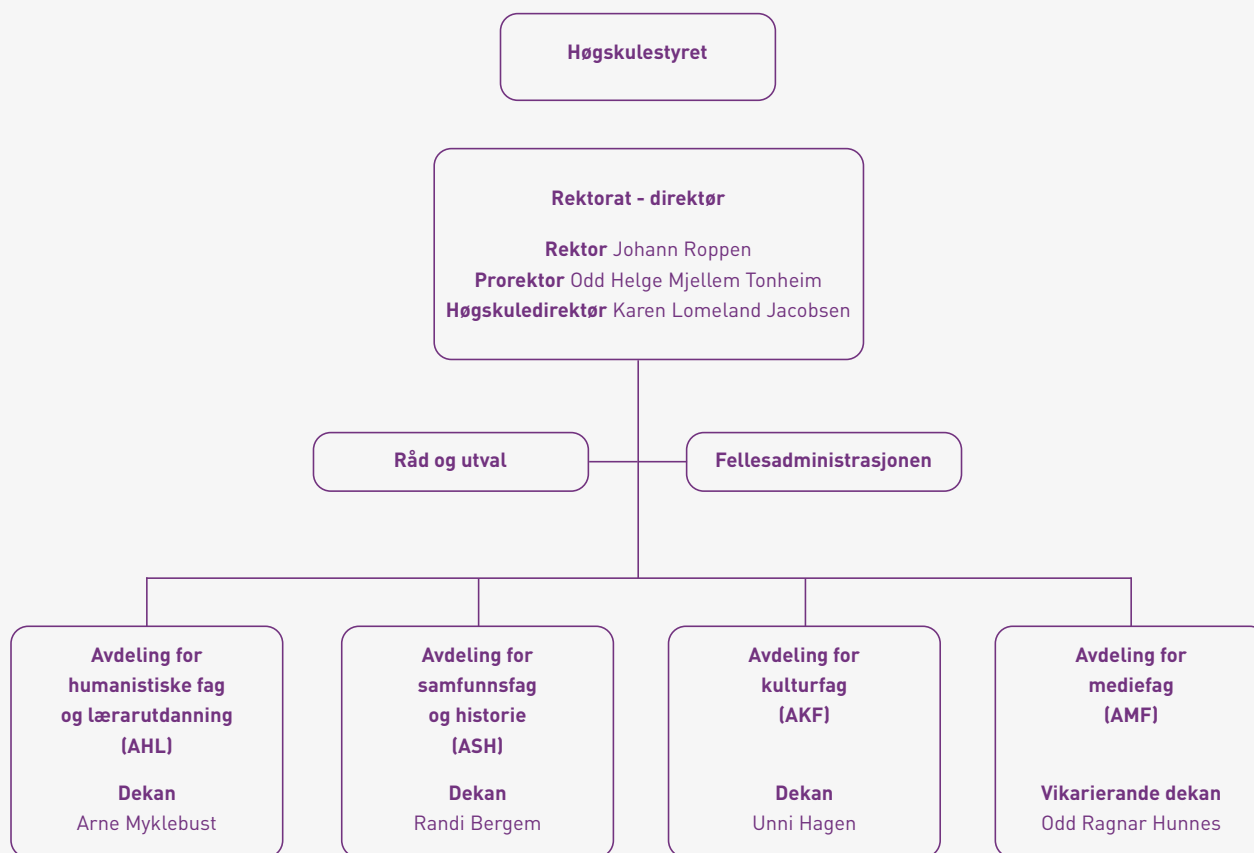 Høgskulestyret
Rektorat - direktør
Rektor Johann Roppen
Prorektor Odd Helge Mjellem Tonheim
Høgskuledirektør Karen Lomeland Jacobsen
Råd og utval
Fellesadministrasjonen
Avdeling for
humanistiske fag
og lærarutdanning
(AHL)
Dekan
Arne Myklebust
Avdeling for
samfunnsfag
og historie
(ASH)
Dekan
Randi Bergem
Avdeling for
kulturfag
(AKF)
Dekan
Unni Hagen
Avdeling for
mediefag
(AMF)
Vikarierande dekan
Odd Ragnar Hunnes